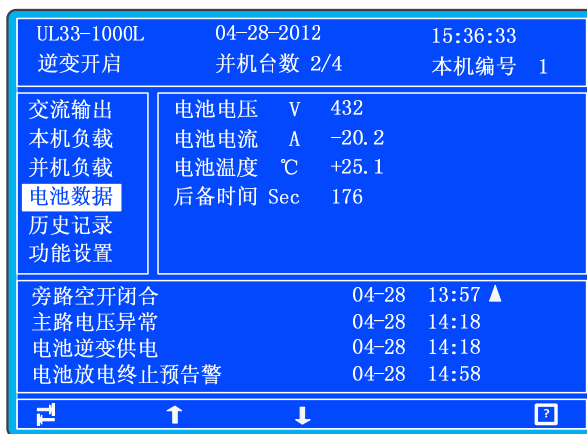 UL33-1000L 04-28-2012 15:36:33
逆变开启 并机台数 2/4 本机编号 1
交流输出 电池电压 V 432
本机负载 电池电流 A -20.2
并机负载 电池温度 ℃ +25.1
电池数据 后备时间 Sec 176
历史记录
功能设置
旁路空开闭合 04-28 13:57
主路电压异常 04-28 14:18
电池逆变供电 04-28 14:18
电池放电终止预告警 04-28 14:58
?